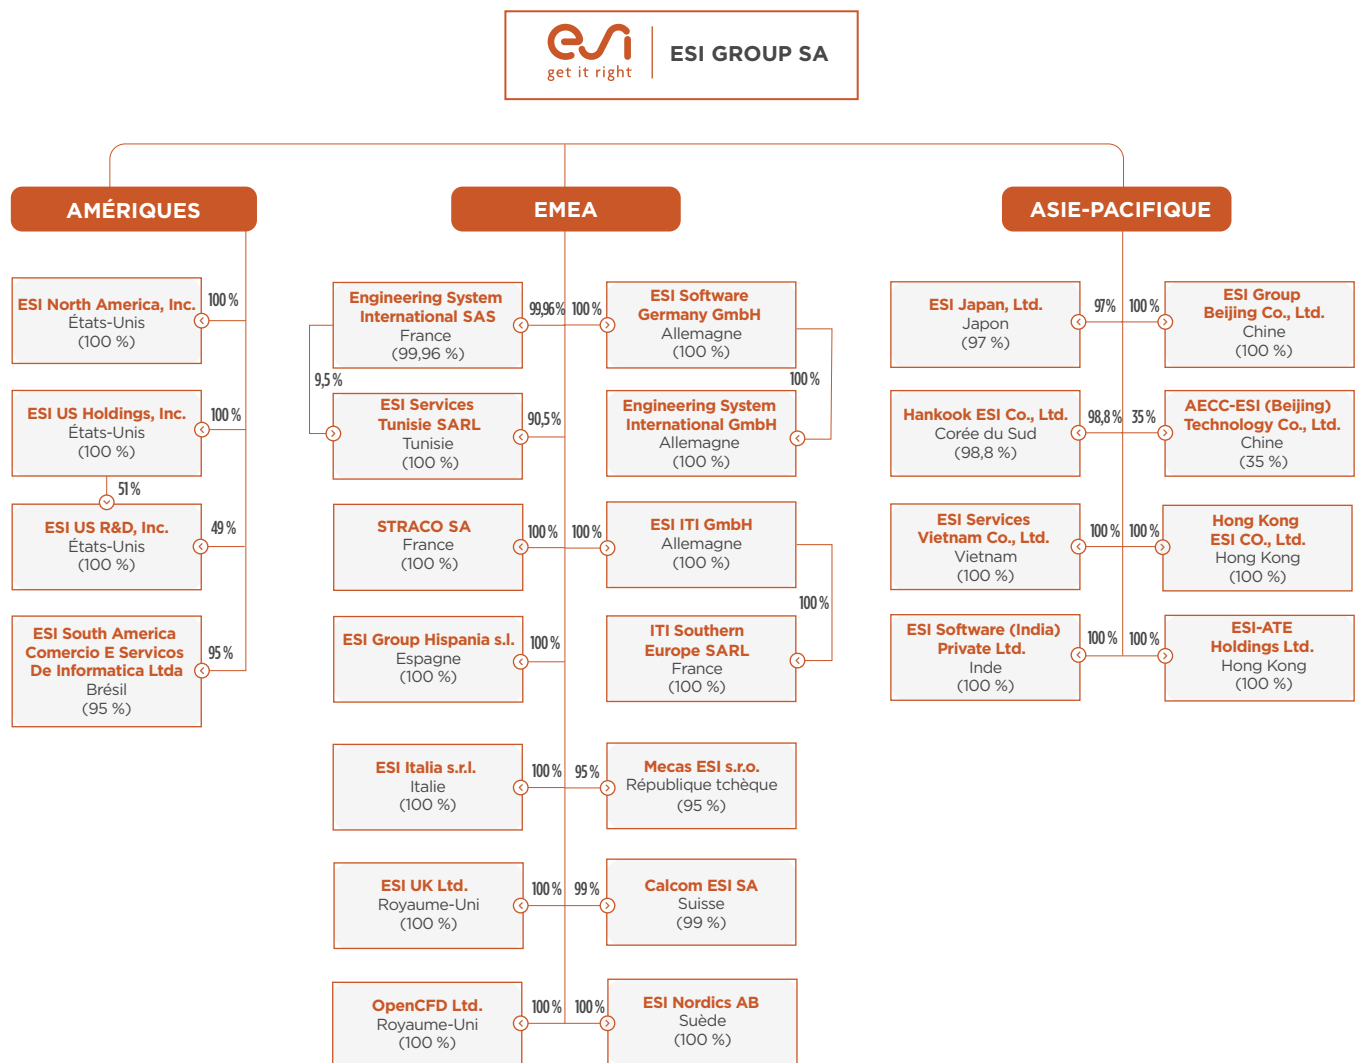 esi
get it right
ESI GROUP SA
AMÉRIQUES
ESI North America, Inc.
États-Unis
(100 %)
100 %
ESI US Holdings, Inc.
États-Unis
(100 %)
100 %
51 %
ESI US R&D, Inc.
États-Unis
(100 %)
49 %
ESI South America
Comercio E Servicos
De Informatica Ltda
Brésil
(95 %)
95 %
EMEA
Engineering System
International SAS
France
(99,96 %)
99,96%
100 %
ESI Software
Germany GmbH
Allemagne
(100 %)
9,5 %
100 %
ESI Services
Tunisie SARL
Tunisie
(100 %)
90,5%
Engineering System
International GmbH
Allemagne
(100 %)
STRACO SA
France
(100 %)
100 %
100 %
ESI ITI GmbH
Allemagne
(100 %)
100 %
ESI Group Hispania s.l.
Espagne
(100 %)
100 %
ITI Southern
Europe SARL
France
(100 %)
ESI Italia s.r.l.
Italie
(100 %)
100 %
95 %
Mecas ESI s.r.o.
République tchèque
(95 %)
ESI UK Ltd.
Royaume-Uni
(100 %)
100 %
99 %
Calcom ESI SA
Suisse
(99 %)
OpenCFD Ltd.
Royaume-Uni
(100 %)
100 %
100 %
ESI Nordics AB
Suède
(100 %)
ASIE-PACIFIQUE
ESI Japan, Ltd.
Japon
(97 %)
97%
100 %
ESI Group
Beijing Co., Ltd.
Chine
(100 %)
Hankook ESI Co., Ltd.
Corée du Sud
(98,8 %)
98,8 %
35 %
AECC-ESI (Beijing)
Technology Co., Ltd.
Chine
(35 %)
ESI Services
Vietnam Co., Ltd.
Vietnam
(100 %)
100 %
100 %
Hong Kong
ESI CO., Ltd.
Hong Kong
(100 %)
ESI Software (India)
Private Ltd.
Inde
(100 %)
100 %
100 %
ESI-ATE
Holdings Ltd.
Hong Kong
(100 %)